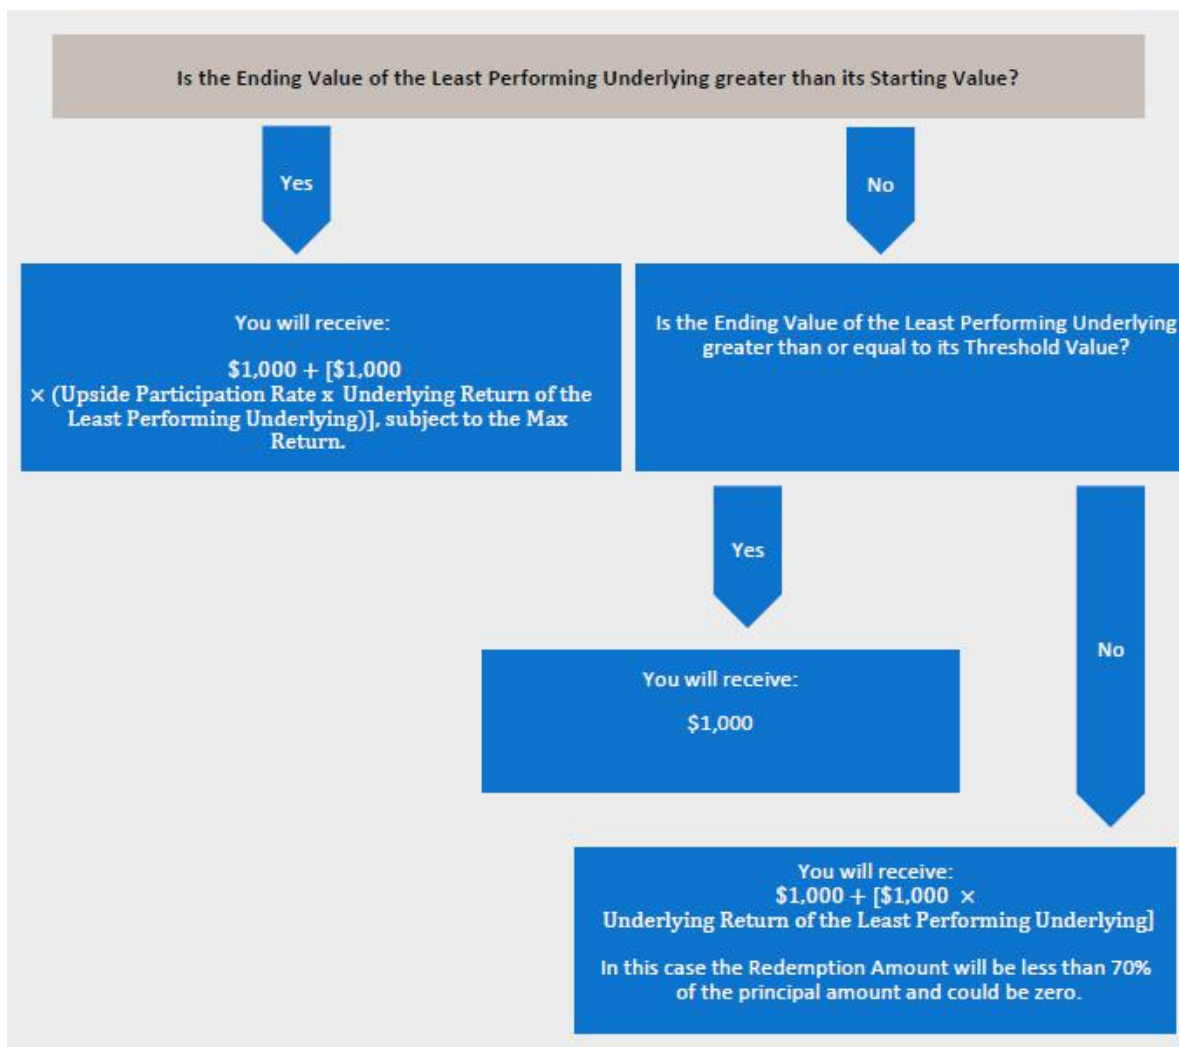 Is the Ending Value of the Least Performing Underlying greater than its Starting Value?
Yes
No
You will receive:
$1,000 + [$1,000
× (Upside Participation Rate x Underlying Return of the
Least Performing Underlying)], subject to the Max
Return.
Is the Ending Value of the Least Performing Underlying
greater than or equal to its Threshold Value?
Yes
No
You will receive:
$1,000
You will receive:
$1,000 + [$1,000 ×
Underlying Return of the Least Performing Underlying]
In this case the Redemption Amount will be less than 70%
of the principal amount and could be zero.